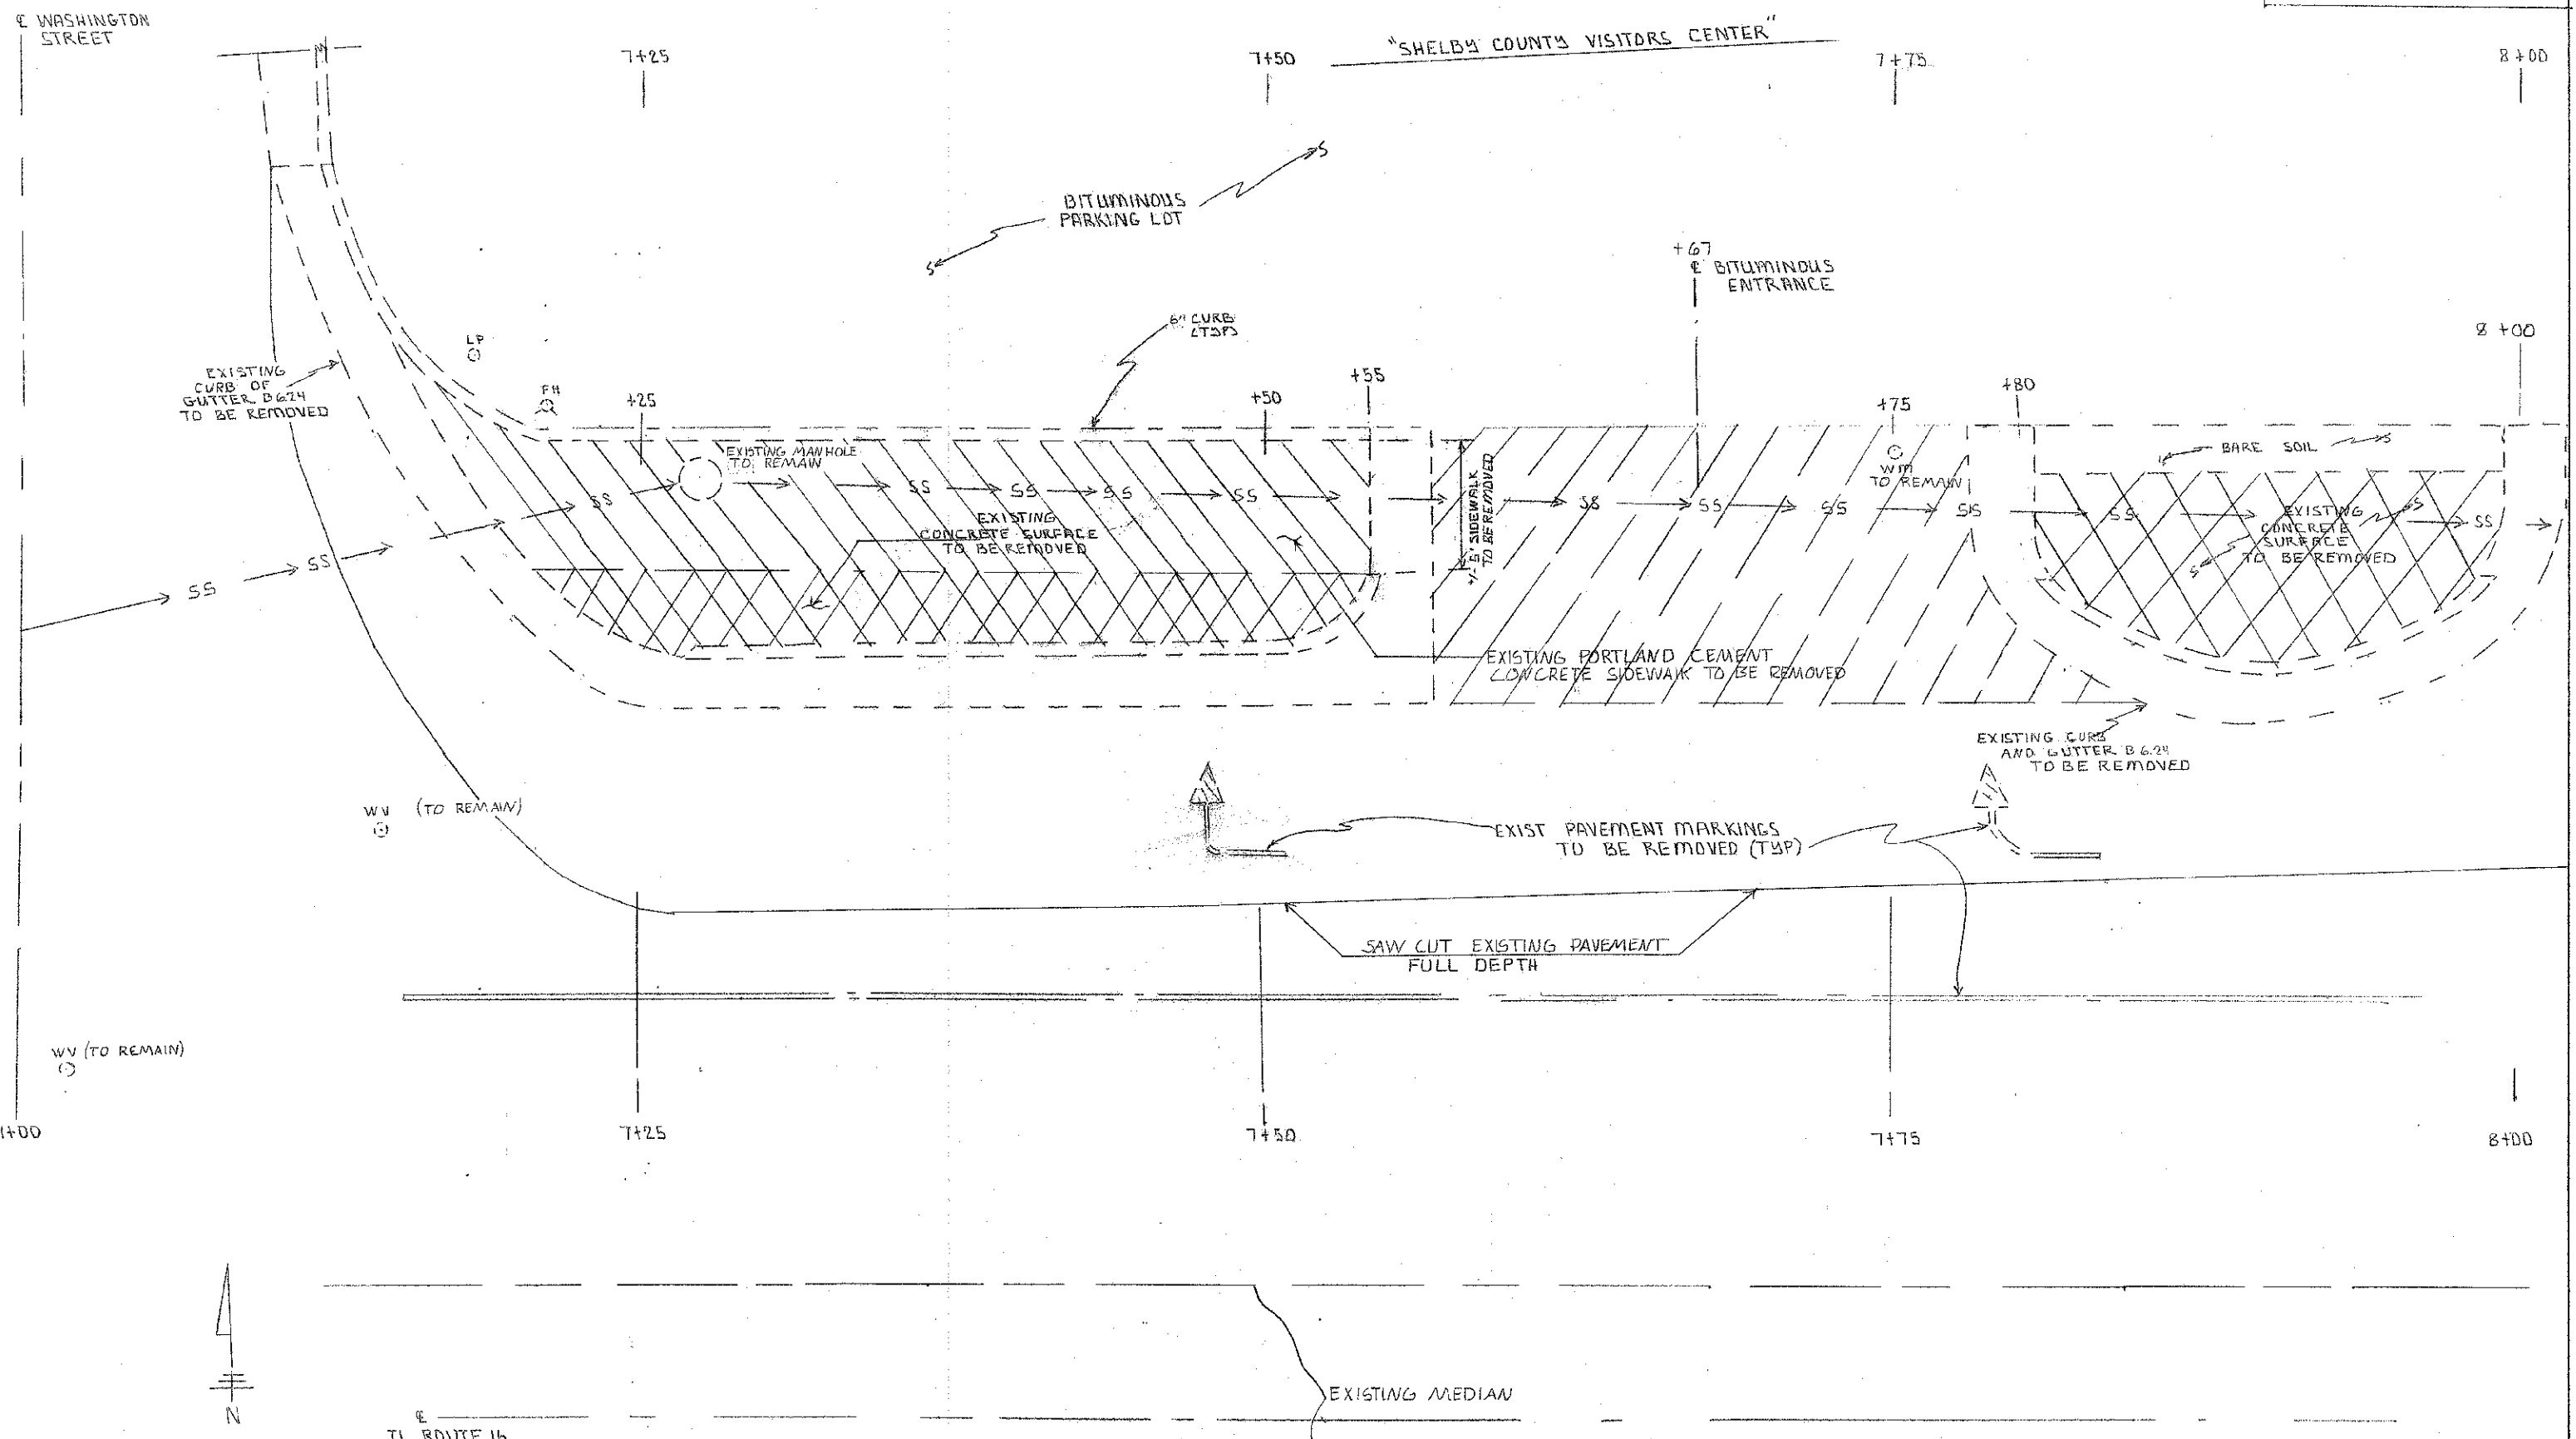 ℄ WASHINGTON
STREET
"SHELBY COUNTY VISITORS CENTER"
7+25
7+50
7+75
8+00
BITUMINOUS
PARKING LOT
+67
℄ BITUMINOUS
ENTRANCE
6" CURB
(TYP)
8+00
LP
FH
EXISTING
CURB OF
GUTTER B6.24
TO BE REMOVED
+25
+50
+55
+75
+80
EXISTING MANHOLE
TO REMAIN
WM
TO REMAIN
BARE SOIL
+/- 5' SIDEWALK
TO BE REMOVED
SS SS SS SS SS SS SS SS SS SS SS SS SS SS
SS
EXISTING
CONCRETE SURFACE
TO BE REMOVED
EXISTING
CONCRETE
SURFACE
TO BE REMOVED
EXISTING PORTLAND CEMENT
CONCRETE SIDEWALK TO BE REMOVED
EXISTING CURB
AND GUTTER B6.24
TO BE REMOVED
WV (TO REMAIN)
EXIST PAVEMENT MARKINGS
TO BE REMOVED (TYP)
SAW CUT EXISTING PAVEMENT
FULL DEPTH
WV (TO REMAIN)
+00
7+25
7+50
7+75
8+00
EXISTING MEDIAN
N
℄
ROUTE 16